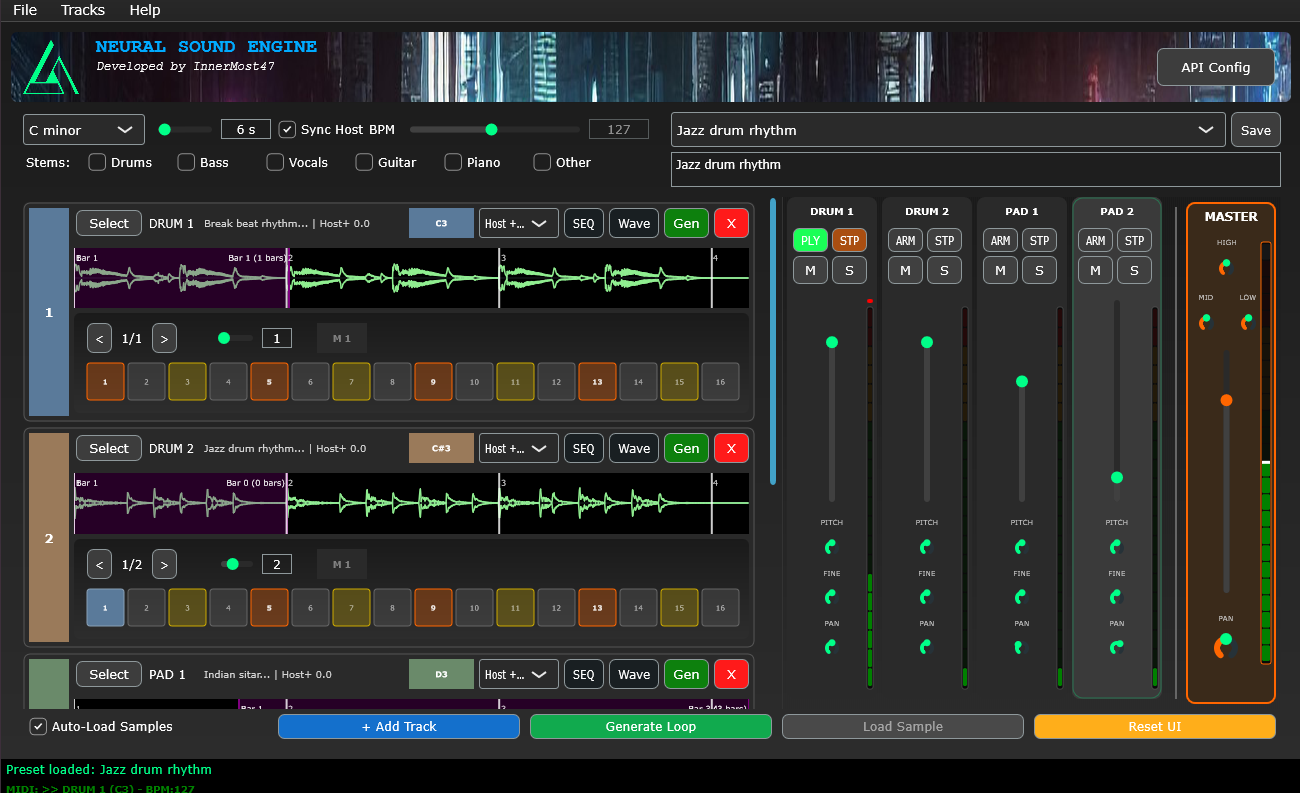 File Tracks Help
NEURAL SOUND ENGINE
Developed by InnerMost47
API Config
C minor 6 s Sync Host BPM 127
Jazz drum rhythm Save
Stems: Drums Bass Vocals Guitar Piano Other
Jazz drum rhythm
1
Select DRUM 1 Break beat rhythm... | Host+ 0.0 C3 Host +... SEQ Wave Gen X
Bar 1 Bar 1 (1 bars) 2 3 4
< 1/1 > 1 M 1
1 2 3 4 5 6 7 8 9 10 11 12 13 14 15 16
2
Select DRUM 2 Jazz drum rhythm... | Host+ 0.0 C#3 Host +... SEQ Wave Gen X
Bar 1 Bar 0 (0 bars) 2 3 4
< 1/2 > 2 M 1
1 2 3 4 5 6 7 8 9 10 11 12 13 14 15 16
Select PAD 1 Indian sitar... | Host+ 0.0 D3 Host +... SEQ Wave Gen X
1 Bar 1 2 3 4
DRUM 1 DRUM 2 PAD 1 PAD 2
PLY STP ARM STP ARM STP ARM STP
M S M S M S M S
PITCH PITCH PITCH PITCH
FINE FINE FINE FINE
PAN PAN PAN PAN
MASTER
HIGH
MID LOW
PAN
Auto-Load Samples + Add Track Generate Loop Load Sample Reset UI
Preset loaded: Jazz drum rhythm
MIDI: >> DRUM 1 (C3) - BPM:127